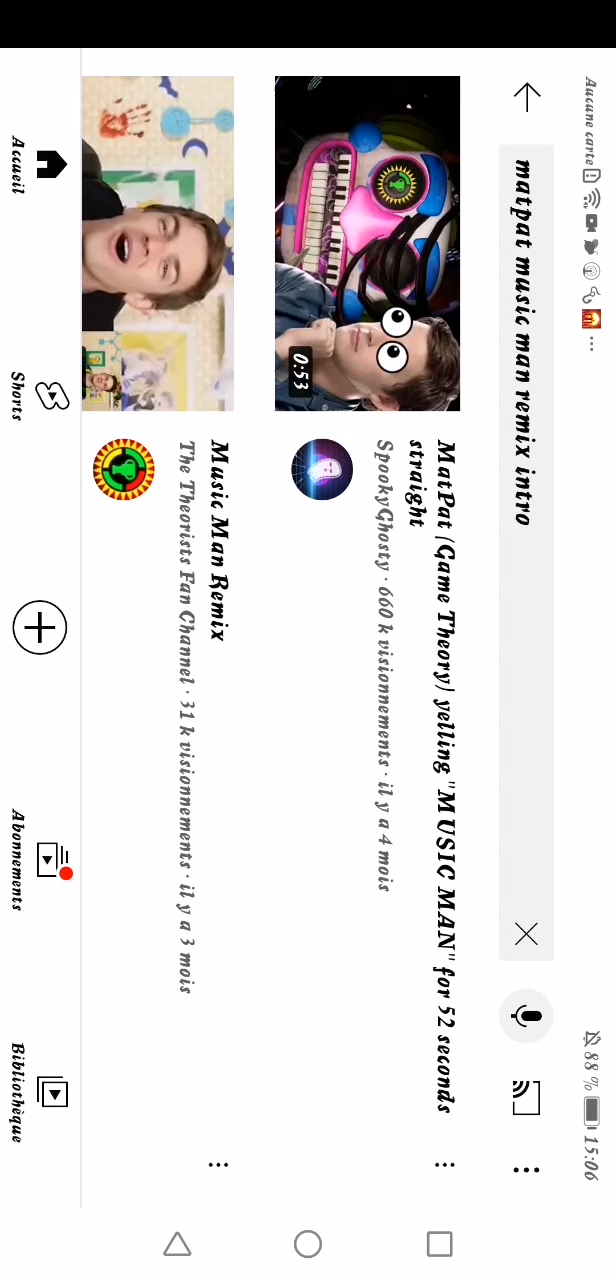 Aucune carte
88 % 15:06
matpat music man remix intro
0:53
MatPat (Game Theory) yelling "MUSIC MAN" for 52 seconds
straight
SpookyGhosty · 660 k visionnements · il y a 4 mois
Music Man Remix
The Theorists Fan Channel · 31 k visionnements · il y a 3 mois
Accueil
Shorts
Abonnements
Bibliothèque